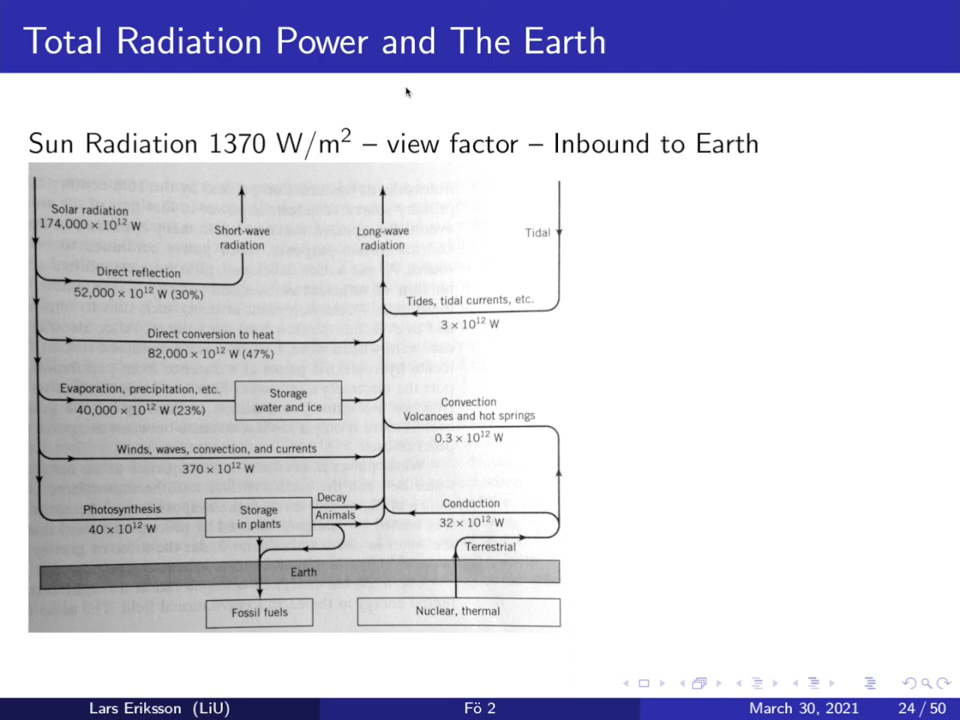 Total Radiation Power and The Earth
Sun Radiation 1370 W/m² – view factor – Inbound to Earth
Solar radiation
174,000 × 10¹² W
Short-wave
radiation
Long-wave
radiation
Tidal
Direct reflection
52,000 × 10¹² W (30%)
Tides, tidal currents, etc.
3 × 10¹² W
Direct conversion to heat
82,000 × 10¹² W (47%)
Evaporation, precipitation, etc.
40,000 × 10¹² W (23%)
Storage
water and ice
Convection
Volcanoes and hot springs
0.3 × 10¹² W
Winds, waves, convection, and currents
370 × 10¹² W
Photosynthesis
40 × 10¹² W
Storage
in plants
Decay
Animals
Conduction
32 × 10¹² W
Terrestrial
Earth
Fossil fuels
Nuclear, thermal
Lars Eriksson (LiU) Fö 2 March 30, 2021 24 / 50